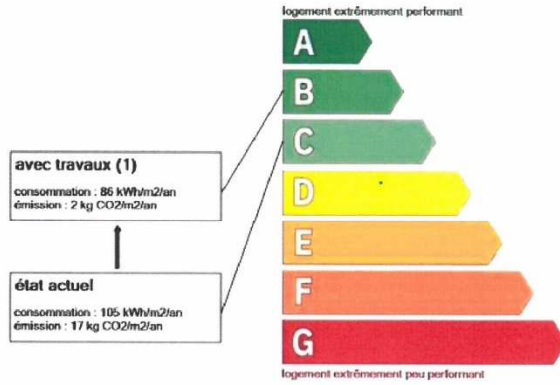 logement extrêmement performant
A
B
C
D
E
F
G
logement extrêmement peu performant
avec travaux (1)
consommation : 86 kWh/m2/an
émission : 2 kg CO2/m2/an
état actuel
consommation : 105 kWh/m2/an
émission : 17 kg CO2/m2/an